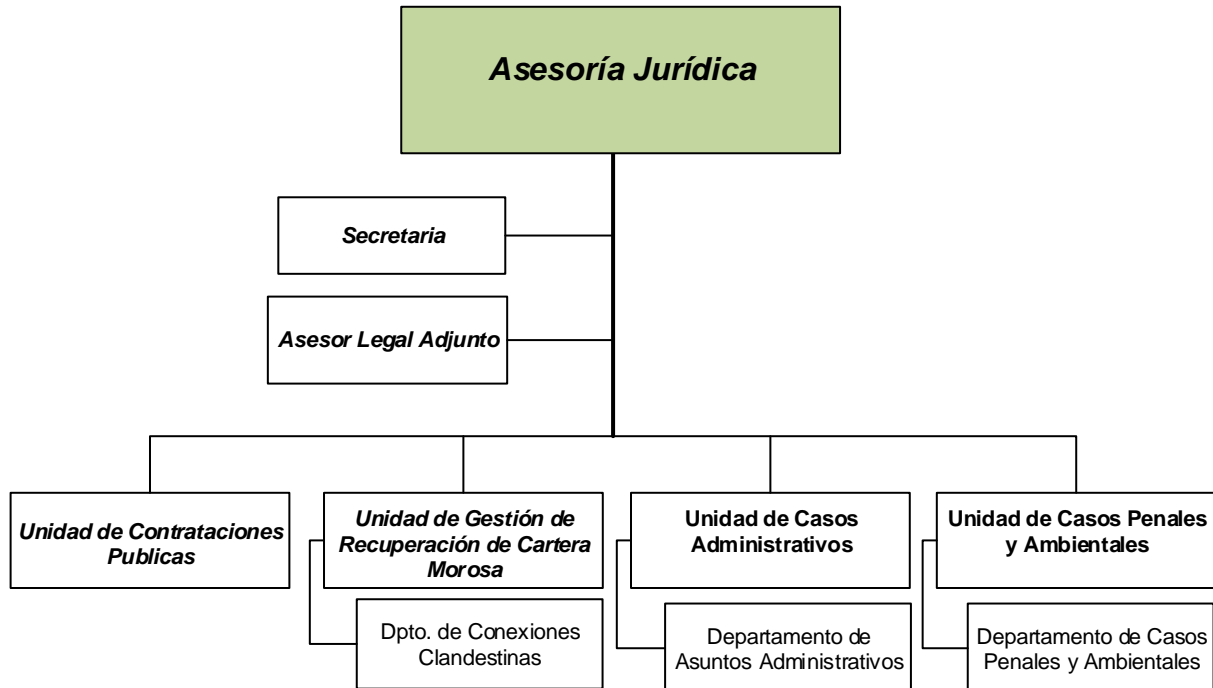 Asesoría Jurídica
Secretaria
Asesor Legal Adjunto
Unidad de Contrataciones
Publicas
Unidad de Gestión de
Recuperación de Cartera
Morosa
Unidad de Casos
Administrativos
Unidad de Casos Penales
y Ambientales
Dpto. de Conexiones
Clandestinas
Departamento de
Asuntos Administrativos
Departamento de Casos
Penales y Ambientales